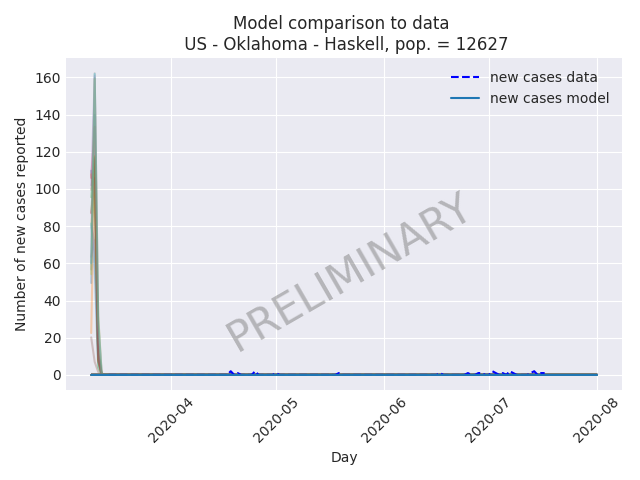 Model comparison to data
US - Oklahoma - Haskell, pop. = 12627
new cases data
new cases model
Number of new cases reported
160
140
120
100
80
60
40
20
0
PRELIMINARY
2020-04
2020-05
2020-06
2020-07
2020-08
Day